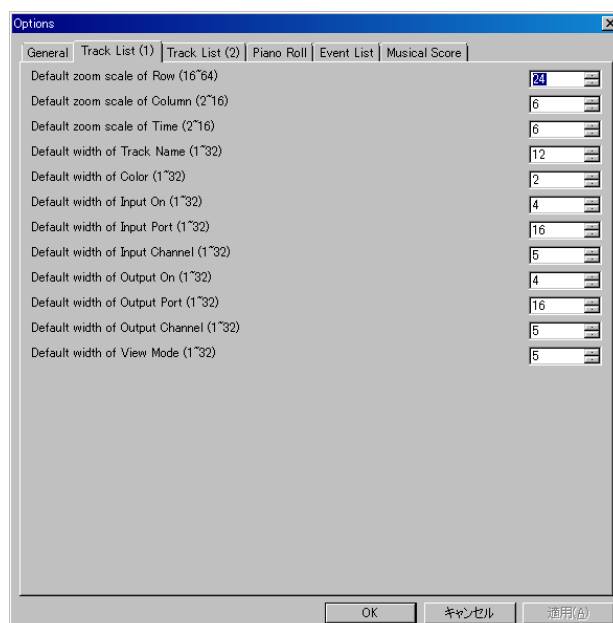 Options
General Track List (1) Track List (2) Piano Roll Event List Musical Score
Default zoom scale of Row (16~64) 24
Default zoom scale of Column (2~16) 6
Default zoom scale of Time (2~16) 6
Default width of Track Name (1~32) 12
Default width of Color (1~32) 2
Default width of Input On (1~32) 4
Default width of Input Port (1~32) 16
Default width of Input Channel (1~32) 5
Default width of Output On (1~32) 4
Default width of Output Port (1~32) 16
Default width of Output Channel (1~32) 5
Default width of View Mode (1~32) 5
OK キャンセル 適用(A)